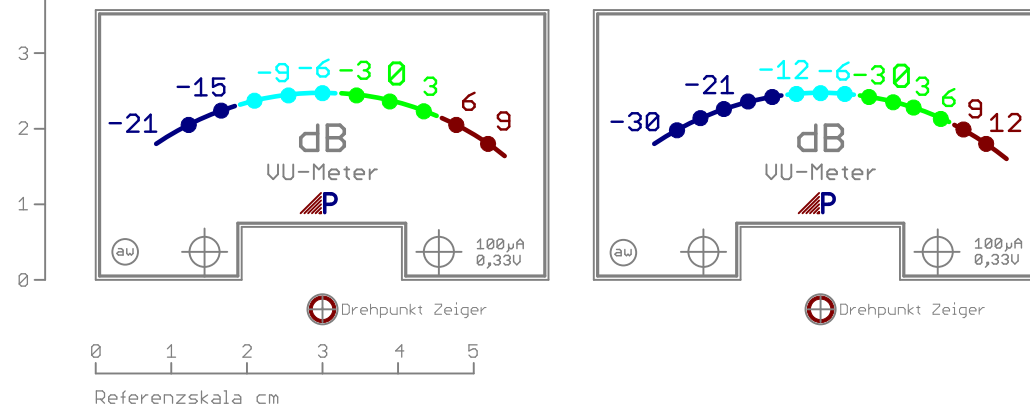 3
2
1
0
-21 -15 -9 -6 -3 0 3 6 9
dB
VU-Meter
P
aw
100µA
0,33V
Drehpunkt Zeiger
-30 -21 -12 -6 -3 0 3 6 9 12
dB
VU-Meter
P
aw
100µA
0,33V
Drehpunkt Zeiger
0 1 2 3 4 5
Referenzskala cm